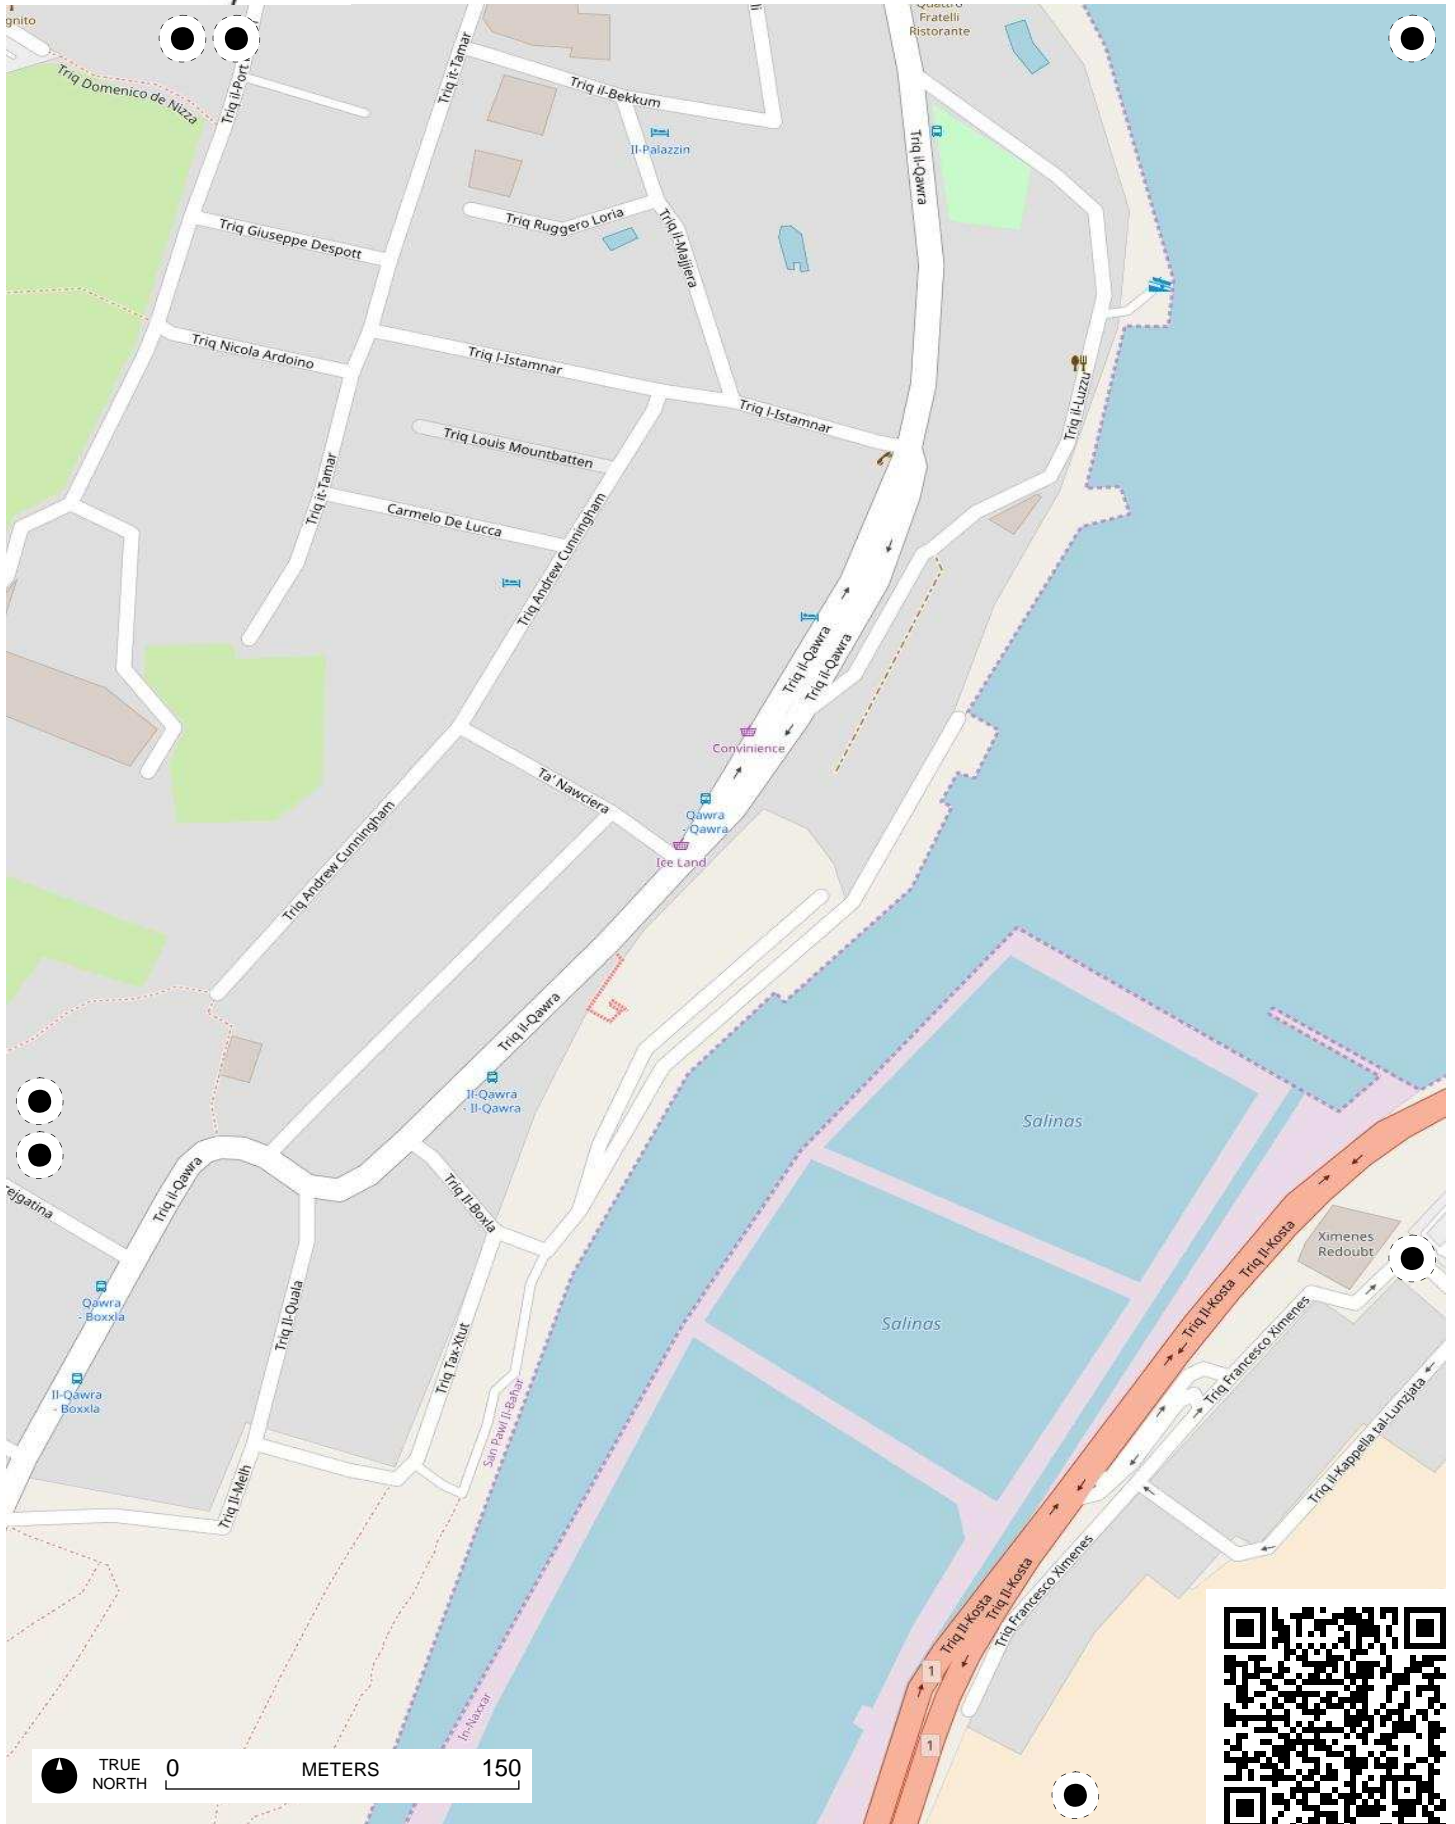 gnito
Quattro
Fratelli
Ristorante
Triq Domenico de Nizza
Triq il-Port
Triq it-Tamar
Triq il-Bekkum
li
Il-Palazzin
Triq il-Qawra
Triq Giuseppe Despott
Triq Ruggero Loria
Triq il-Majjiera
Triq Nicola Ardoino
Triq l-Istamnar
Triq l-Istamnar
Triq il-Luzzu
Triq Louis Mountbatten
Triq it-Tamar
Carmelo De Lucca
Triq Andrew Cunningham
Triq il-Qawra
Triq il-Qawra
Convinience
Ta' Nawciera
Qawra
- Qawra
Ice Land
Triq Andrew Cunningham
Triq il-Qawra
Il-Qawra
- Il-Qawra
Salinas
ejgatina
Triq il-Qawra
Triq Il-Boxla
Ximenes
Redoubt
Triq Il-Kosta
Triq Il-Kosta
Qawra
- Boxxla
Triq Il-Quala
Salinas
Triq Tax-Xtut
Triq Francesco Ximenes
Il-Qawra
- Boxxla
San Pawl Il-Baħar
Triq il-Kappella tal-Lunzjata
Triq Il-Melh
Triq Il-Kosta
Triq Il-Kosta
Triq Francesco Ximenes
1
In-Naxxar
1
TRUE
NORTH
0 METERS 150